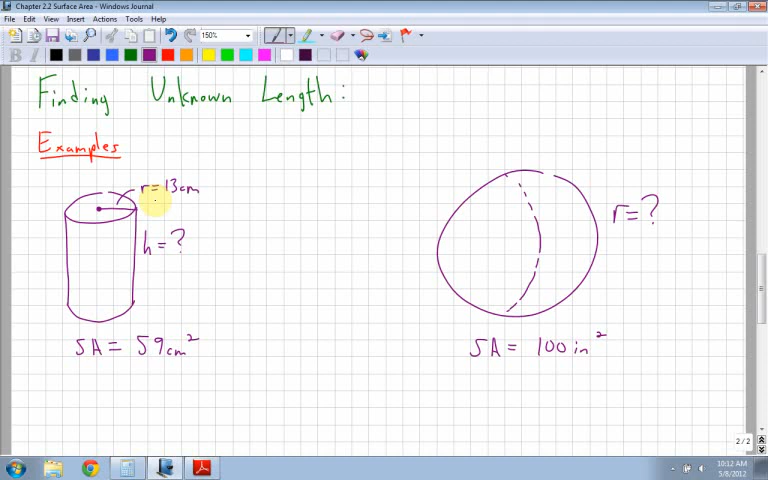 Chapter 2.2 Surface Area - Windows Journal
File Edit View Insert Actions Tools Help
150%
B I
Finding Unknown Length:
Examples
r = 13cm
h = ?
SA = 59cm²
r = ?
SA = 100 in²
2 / 2
10:12 AM
5/8/2012